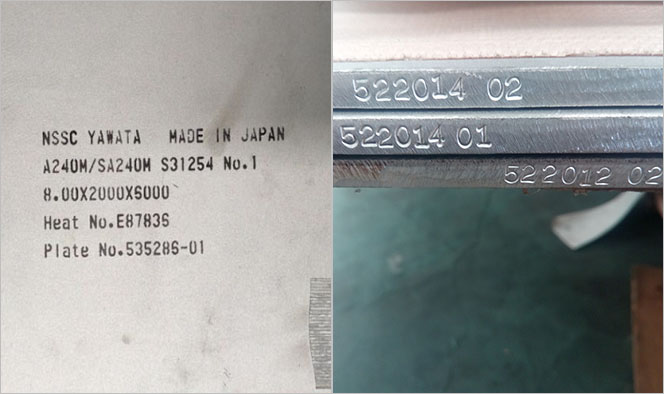 NSSC YAWATA MADE IN JAPAN
A240M/SA240M S31254 No.1
8.00X2000X6000
Heat No.E87836
Plate No.535286-01
522014 02
522014 01
522012 02